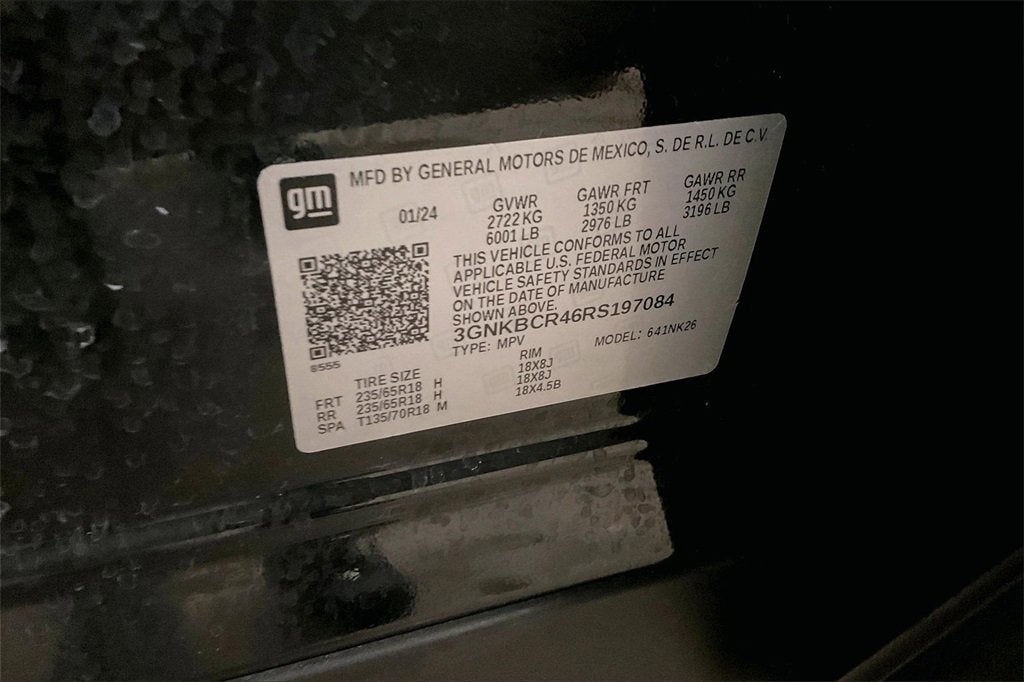 gm
MFD BY GENERAL MOTORS DE MEXICO, S. DE R.L. DE C.V.
01/24
GVWR
2722 KG
6001 LB
GAWR FRT
1350 KG
2976 LB
GAWR RR
1450 KG
3196 LB
THIS VEHICLE CONFORMS TO ALL
APPLICABLE U.S. FEDERAL MOTOR
VEHICLE SAFETY STANDARDS IN EFFECT
ON THE DATE OF MANUFACTURE
SHOWN ABOVE.
3GNKBCR46RS197084
TYPE: MPV
MODEL: 641NK26
8555
TIRE SIZE
RIM
FRT 235/65R18 H 18X8J
RR 235/65R18 H 18X8J
SPA T135/70R18 M 18X4.5B